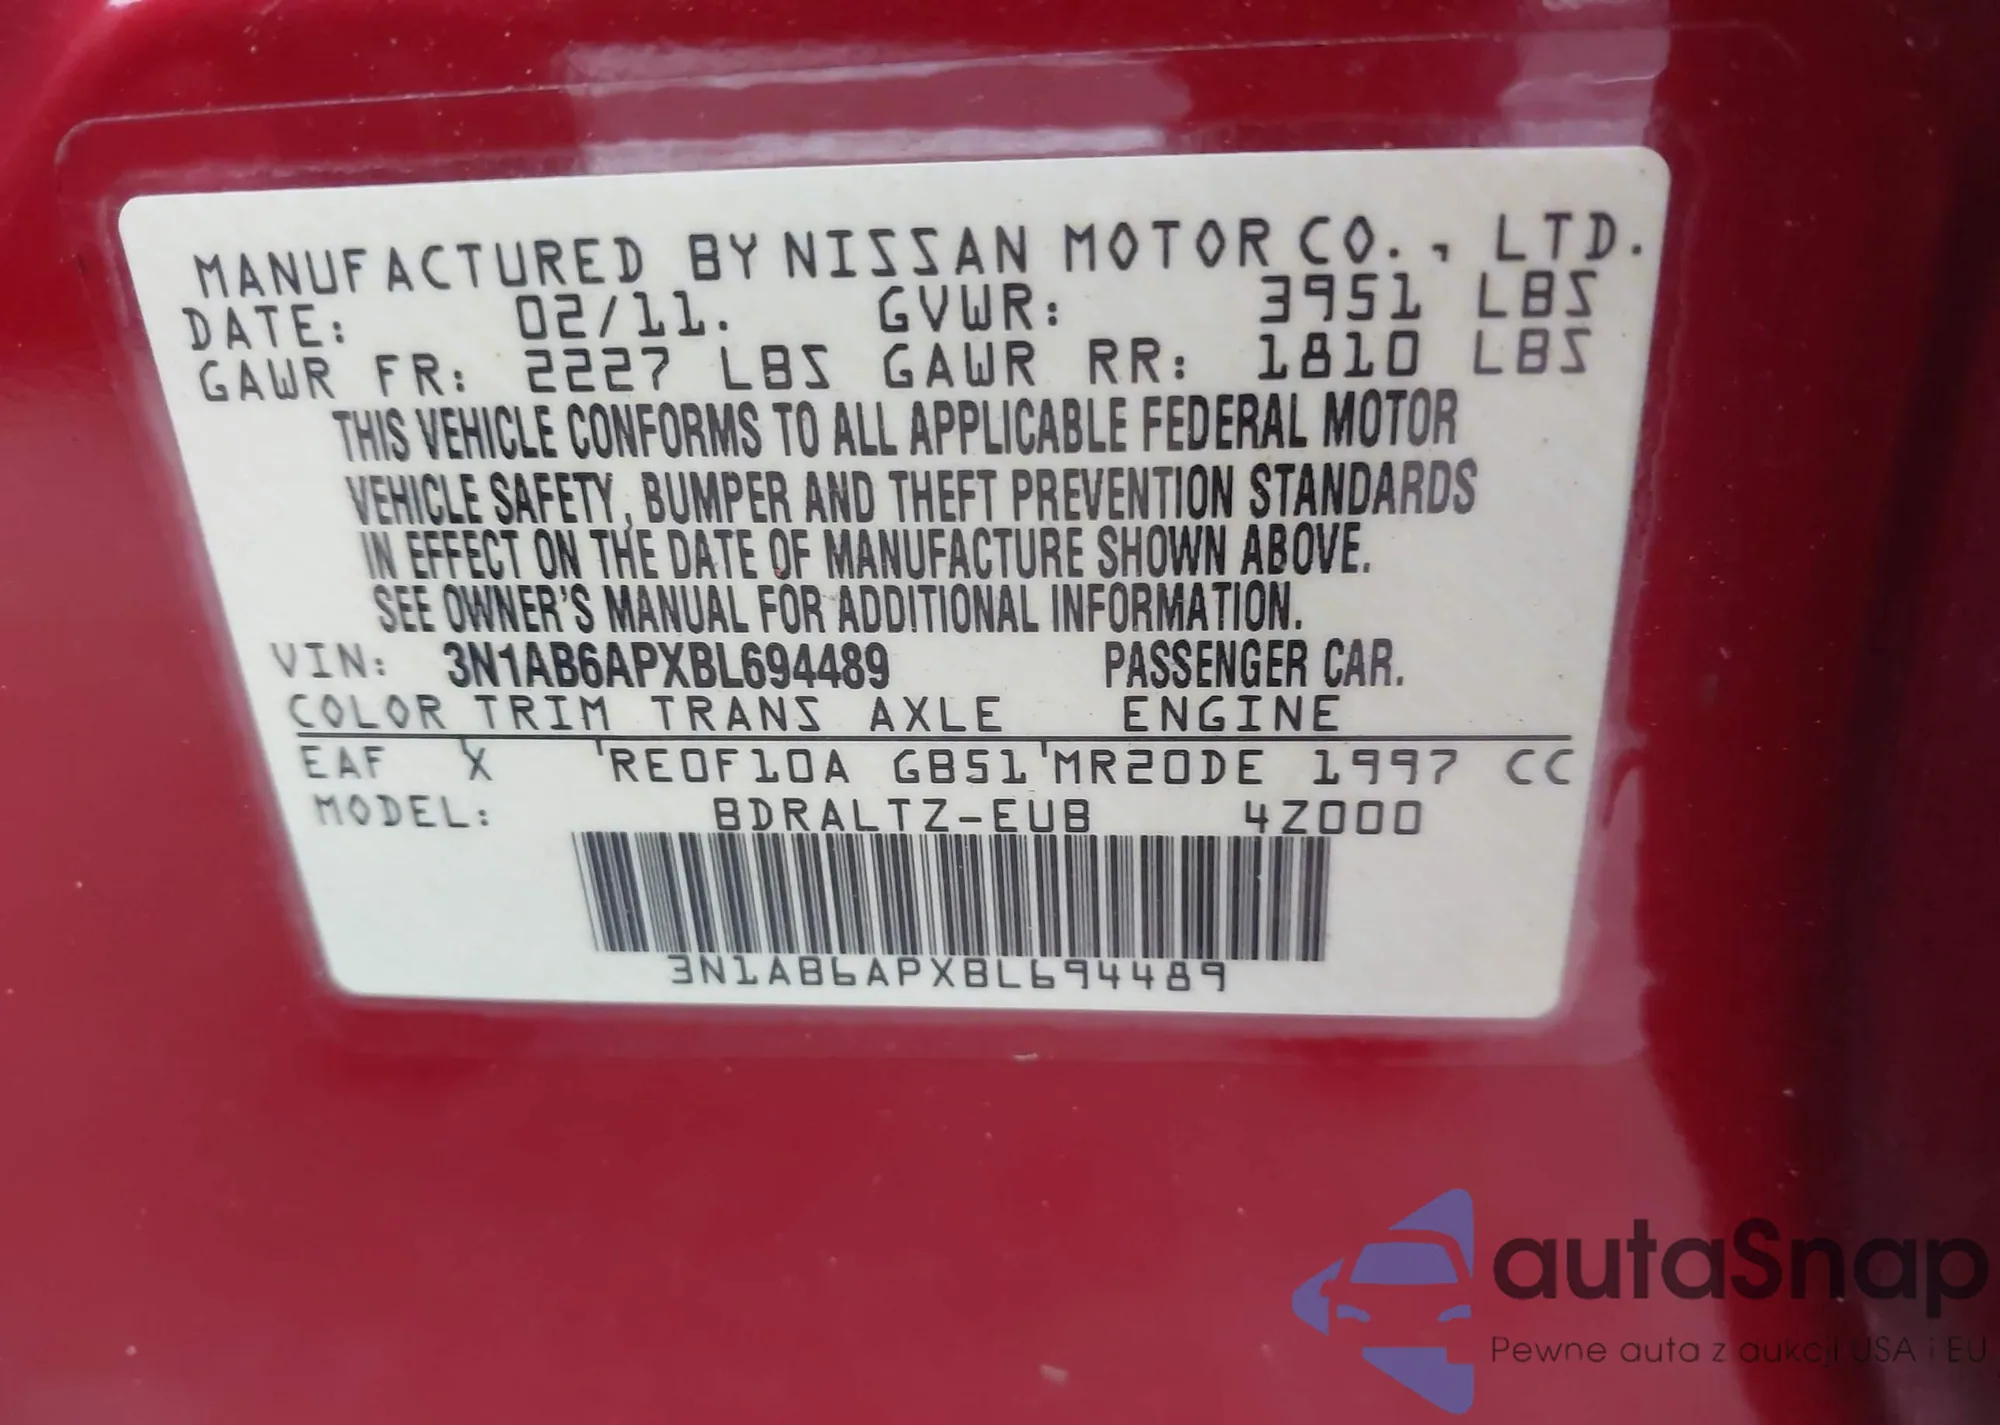 MANUFACTURED BY NISSAN MOTOR CO., LTD.
DATE: 02/11. GVWR: 3951 LBS
GAWR FR: 2227 LBS GAWR RR: 1810 LBS
THIS VEHICLE CONFORMS TO ALL APPLICABLE FEDERAL MOTOR
VEHICLE SAFETY, BUMPER AND THEFT PREVENTION STANDARDS
IN EFFECT ON THE DATE OF MANUFACTURE SHOWN ABOVE.
SEE OWNER'S MANUAL FOR ADDITIONAL INFORMATION.
VIN: 3N1AB6APXBL694489 PASSENGER CAR.
COLOR TRIM TRANS AXLE ENGINE
EAF X 'RE0F10A GB51'MR20DE 1997 CC
MODEL: BDRALTZ-EUB 4Z000
3N1AB6APXBL694489
autaSnap
Pewne auta z aukcji USA i EU